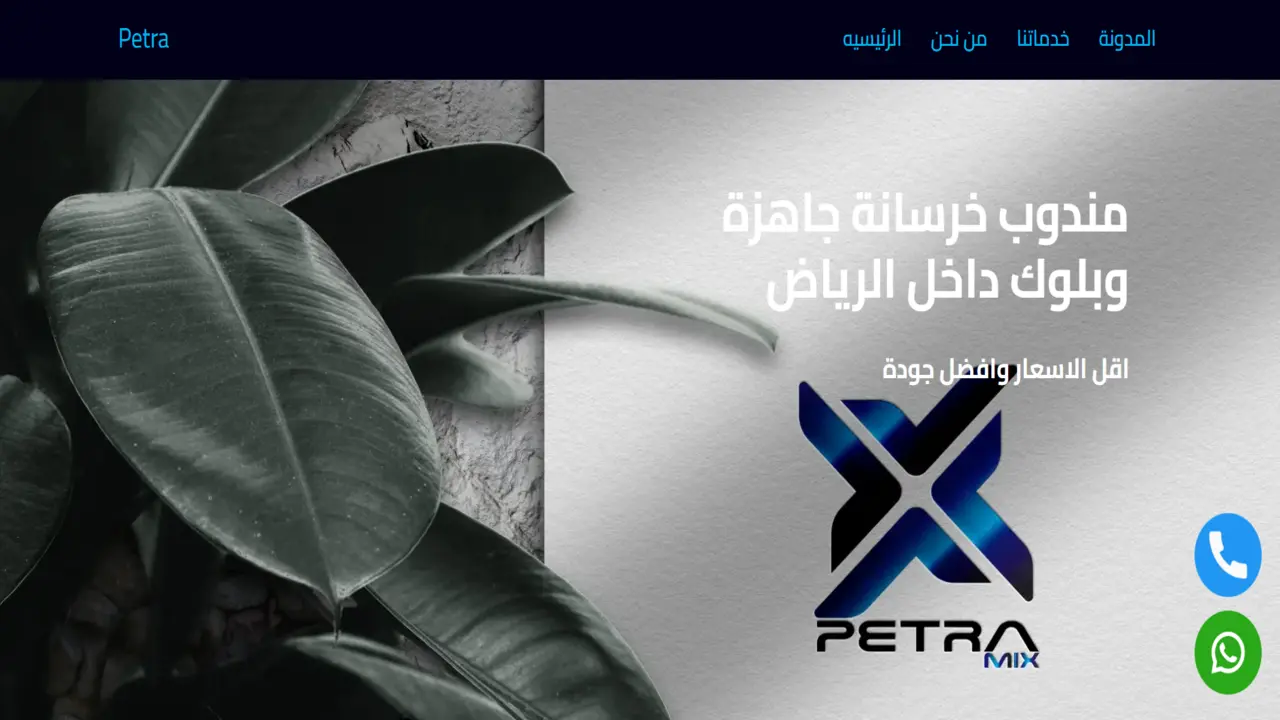 Petra
الرئيسيه
من نحن
خدماتنا
المدونة
مندوب خرسانة جاهزة
وبلوك داخل الرياض
اقل الاسعار وافضل جودة
PETRA
MIX